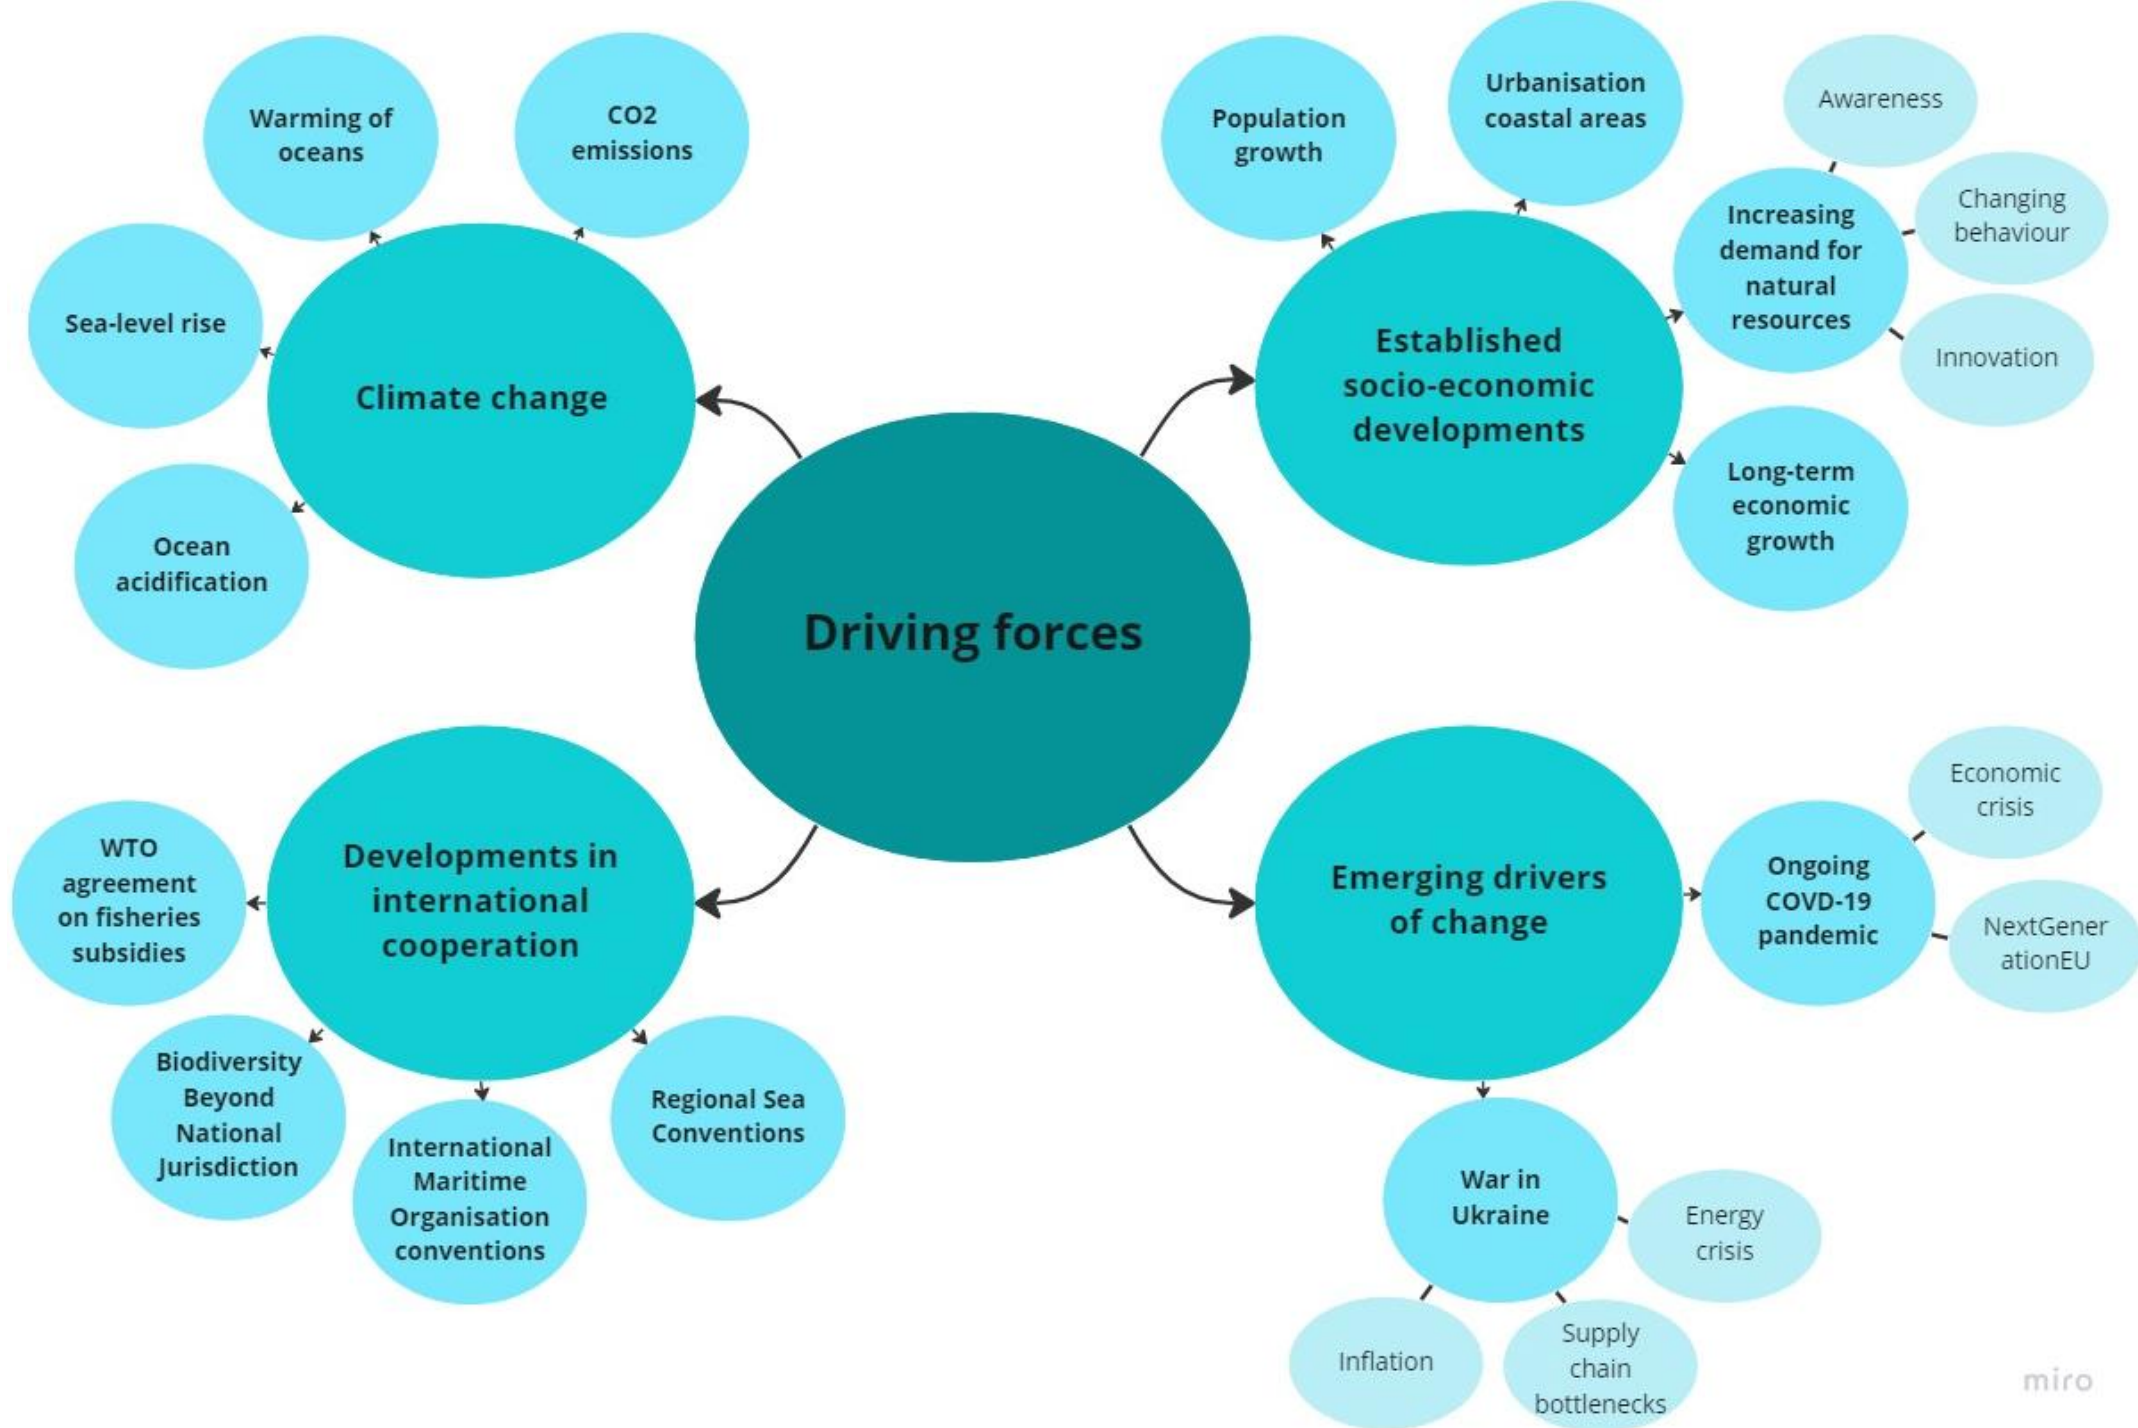 Warming of
oceans
CO2
emissions
Sea-level rise
Climate change
Ocean
acidification
Population
growth
Urbanisation
coastal areas
Awareness
Increasing
demand for
natural
resources
Changing
behaviour
Innovation
Established
socio-economic
developments
Long-term
economic
growth
Driving forces
WTO
agreement
on fisheries
subsidies
Developments in
international
cooperation
Biodiversity
Beyond
National
Jurisdiction
International
Maritime
Organisation
conventions
Regional Sea
Conventions
Emerging drivers
of change
Ongoing
COVD-19
pandemic
Economic
crisis
NextGener
ationEU
War in
Ukraine
Energy
crisis
Inflation
Supply
chain
bottlenecks
miro